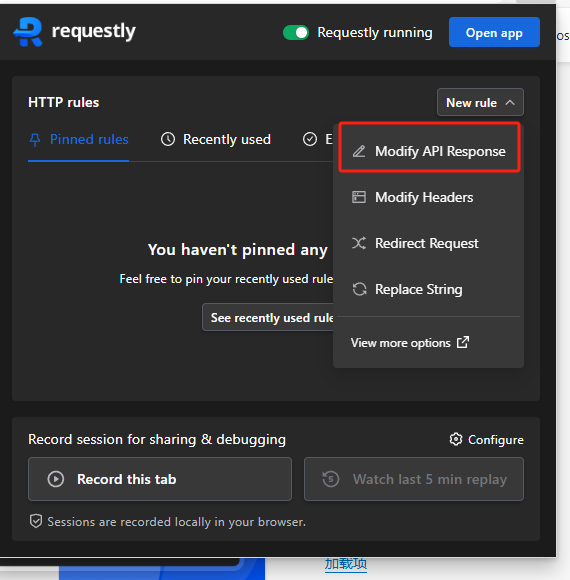 requestly
Requestly running
Open app
os
HTTP rules
New rule
Pinned rules
Recently used
E
Modify API Response
Modify Headers
Redirect Request
Replace String
View more options
You haven't pinned any
Feel free to pin your recently used rule
See recently used rule
Record session for sharing & debugging
Configure
Record this tab
5
Watch last 5 min replay
Sessions are recorded locally in your browser.
加载项